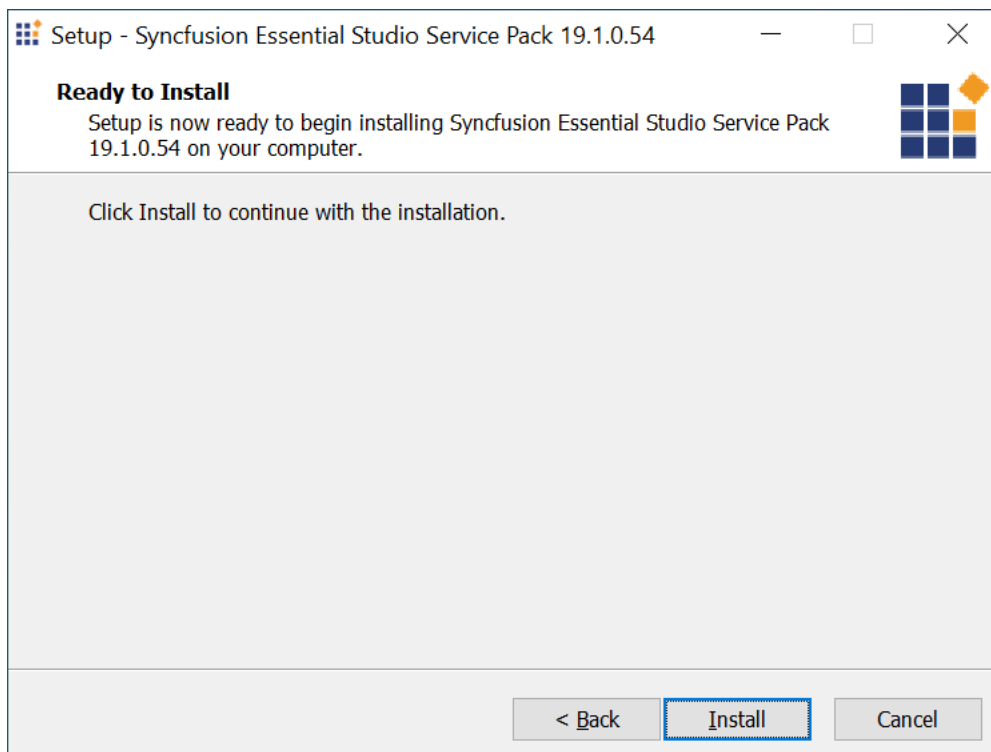 Setup - Syncfusion Essential Studio Service Pack 19.1.0.54
Ready to Install
Setup is now ready to begin installing Syncfusion Essential Studio Service Pack
19.1.0.54 on your computer.
Click Install to continue with the installation.
< Back
Install
Cancel